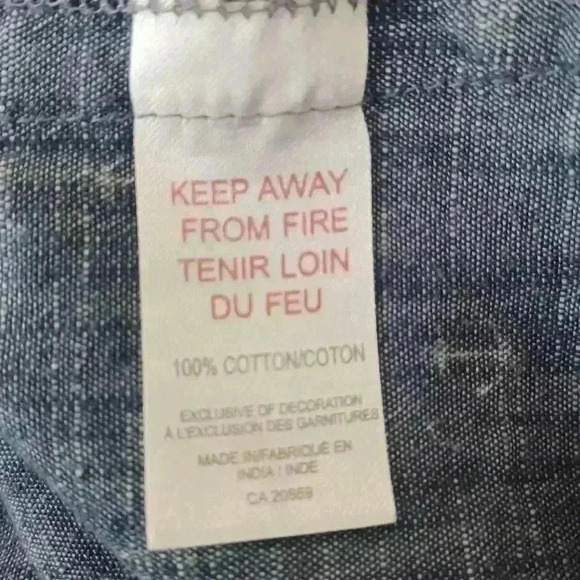 KEEP AWAY
FROM FIRE
TENIR LOIN
DU FEU
100% COTTON/COTON
EXCLUSIVE OF DECORATION
À L'EXCLUSION DES GARNITURES
MADE IN/FABRIQUÉ EN
INDIA / INDE
CA 20559